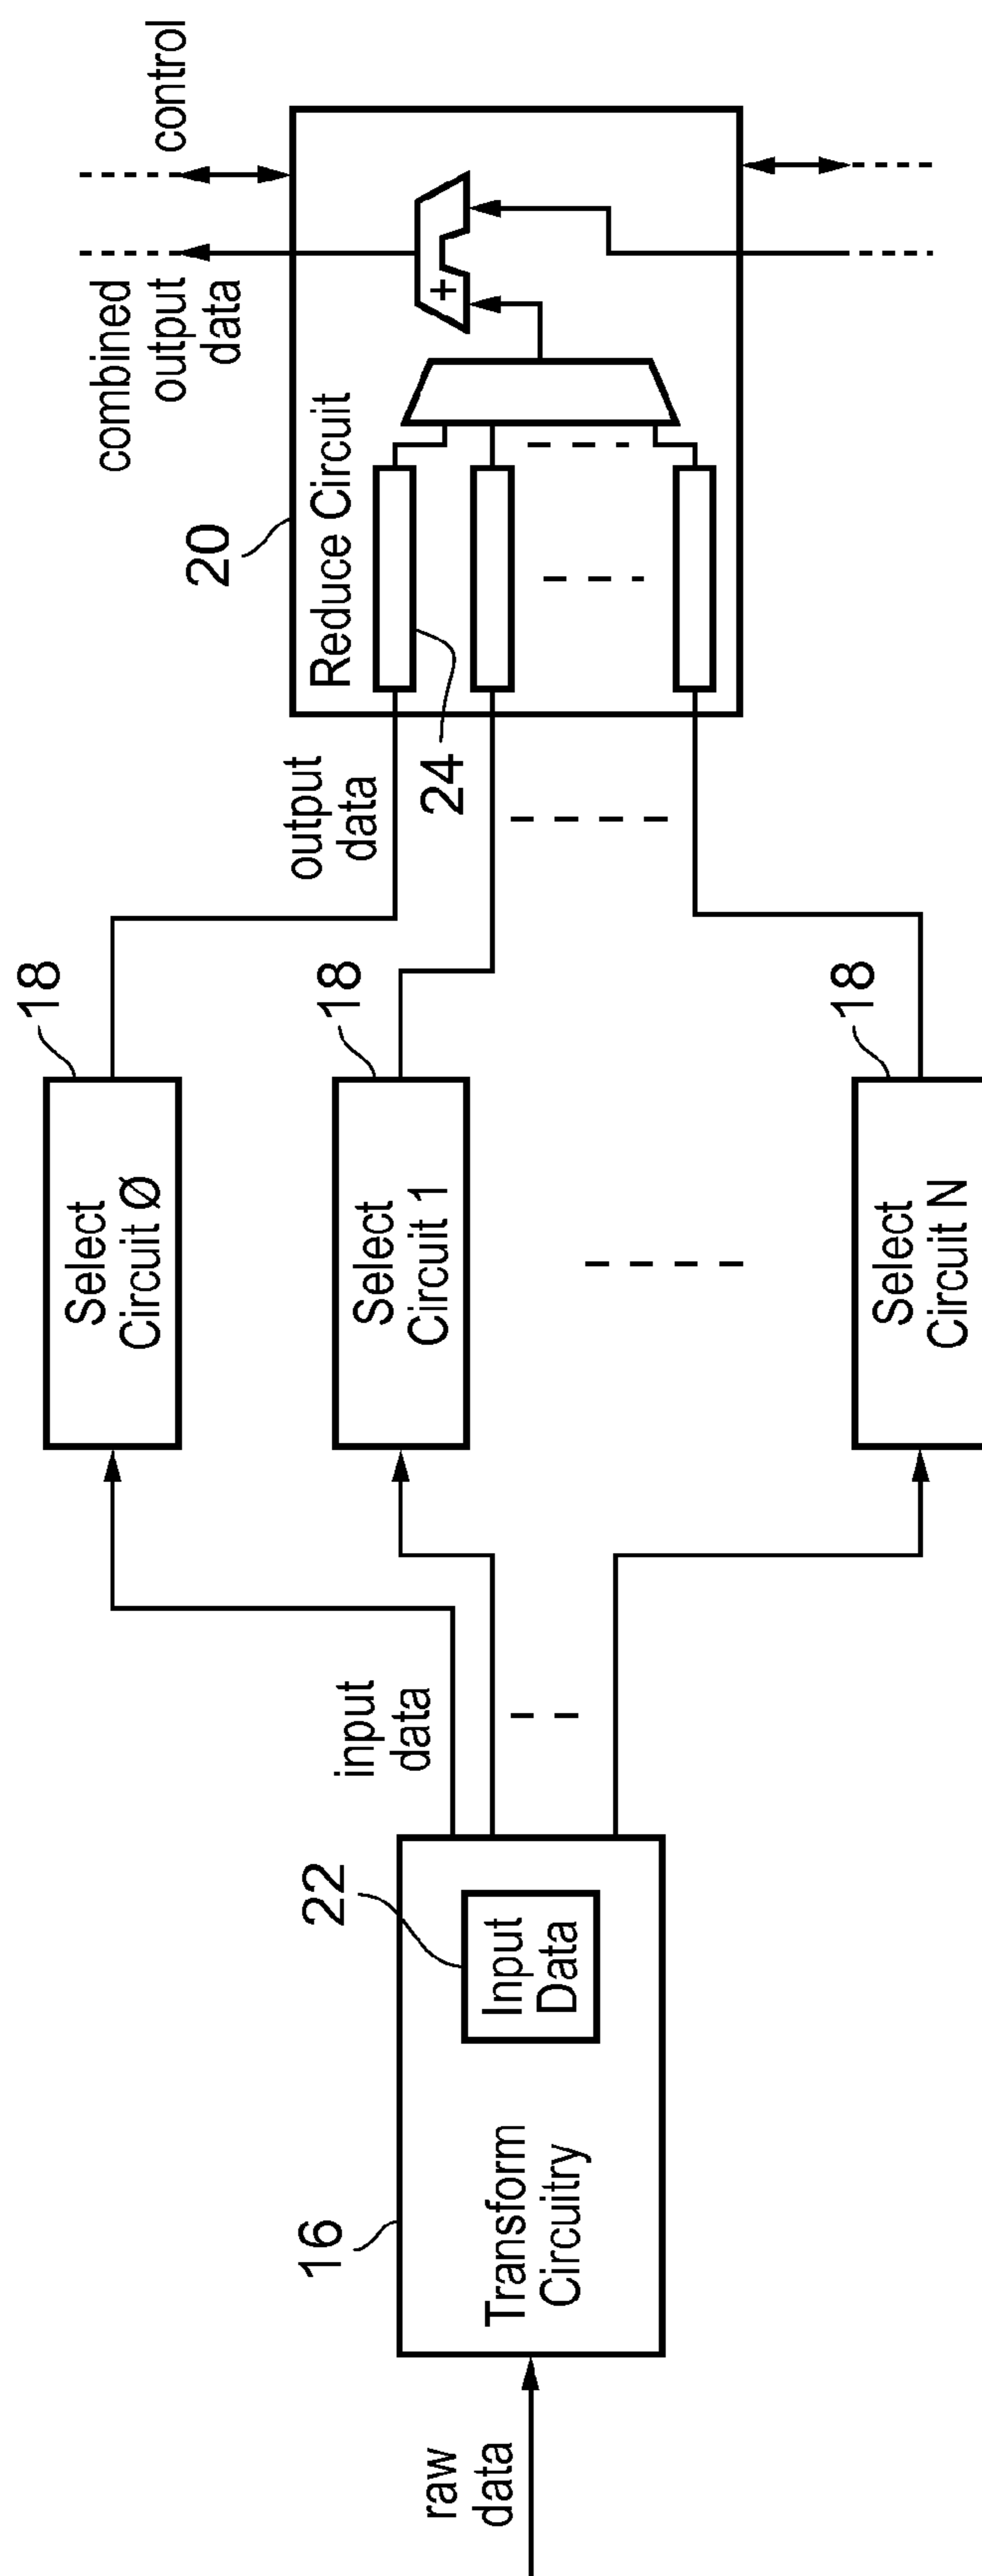 raw
data
16
Transform
Circuitry
22
Input
Data
input
data
18
Select
Circuit Ø
18
Select
Circuit 1
18
Select
Circuit N
output
data
24
20
Reduce Circuit
+
combined
output
data
control